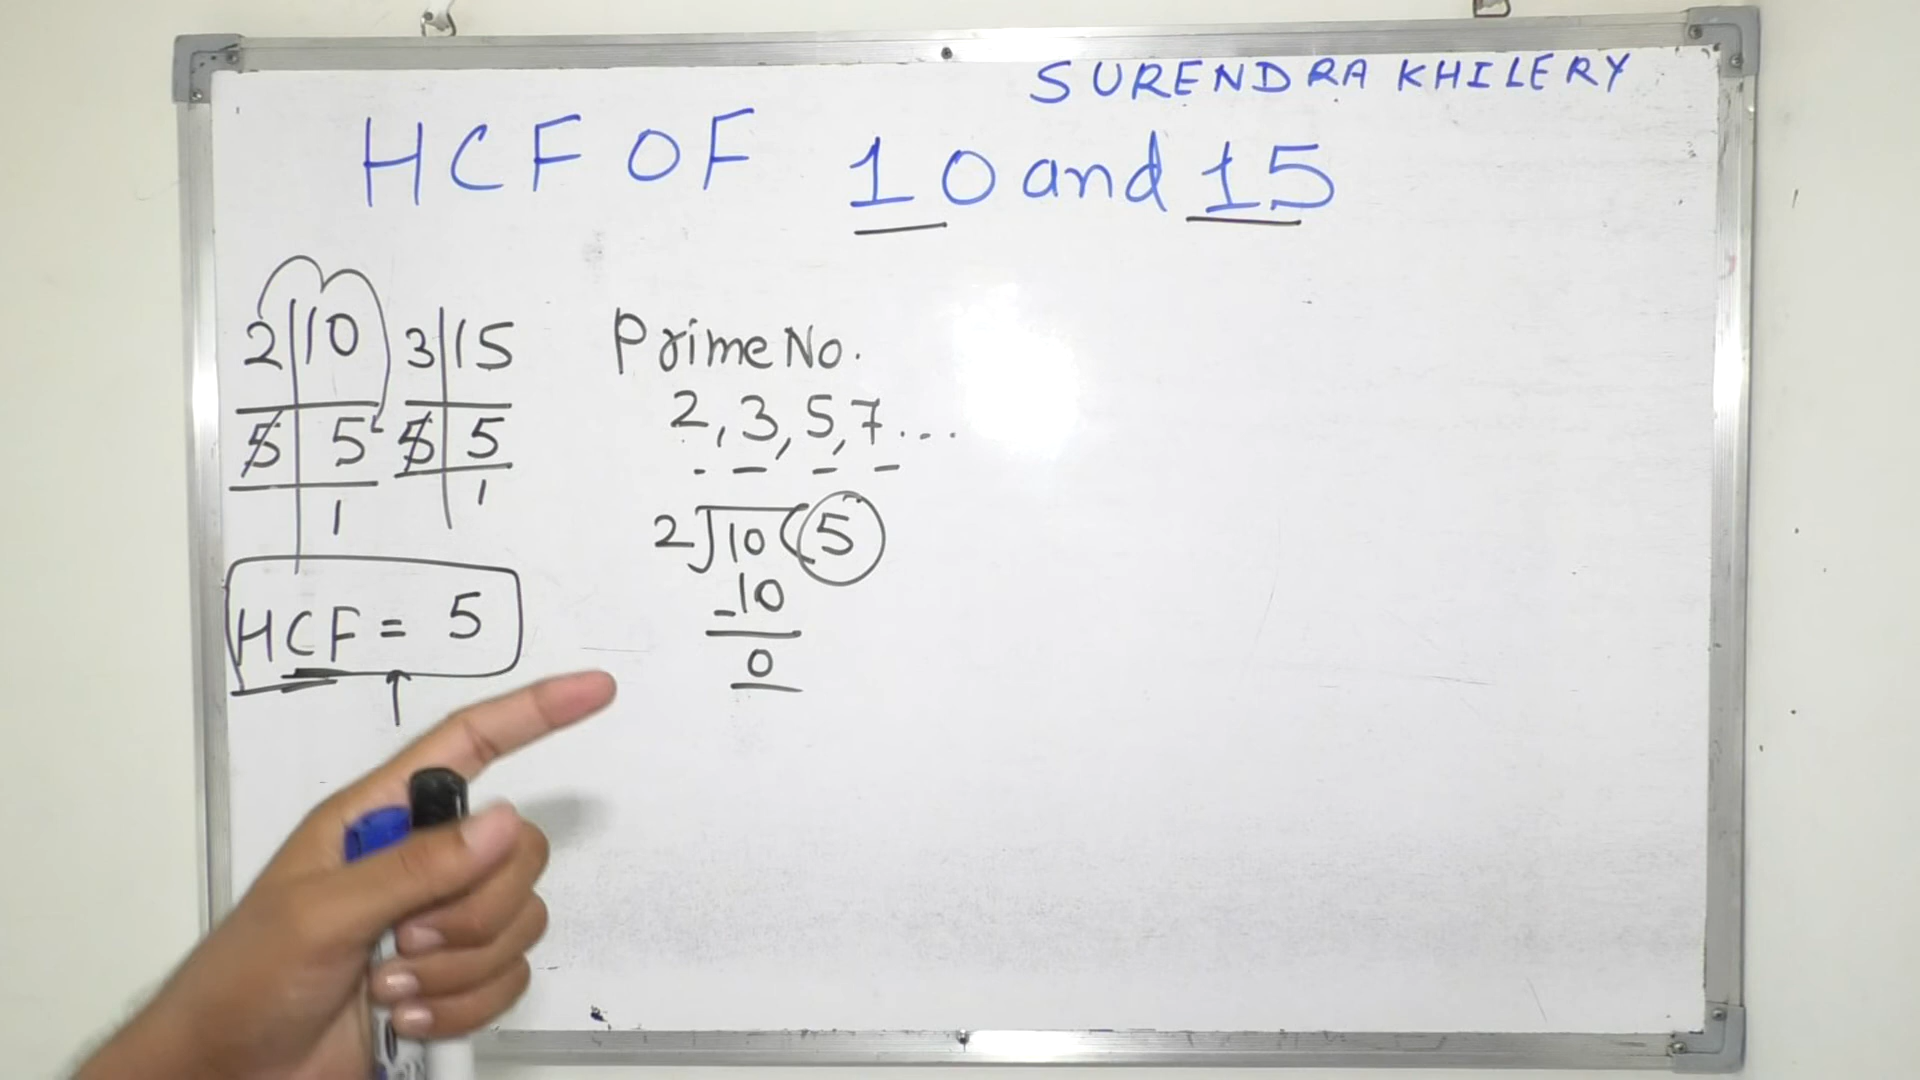 SURENDRA KHILERY
HCF OF 10 and 15
2 10
5 5
1
3 15
5 5
1
HCF = 5
Prime No.
2, 3, 5, 7...
2 10 5
-10
0